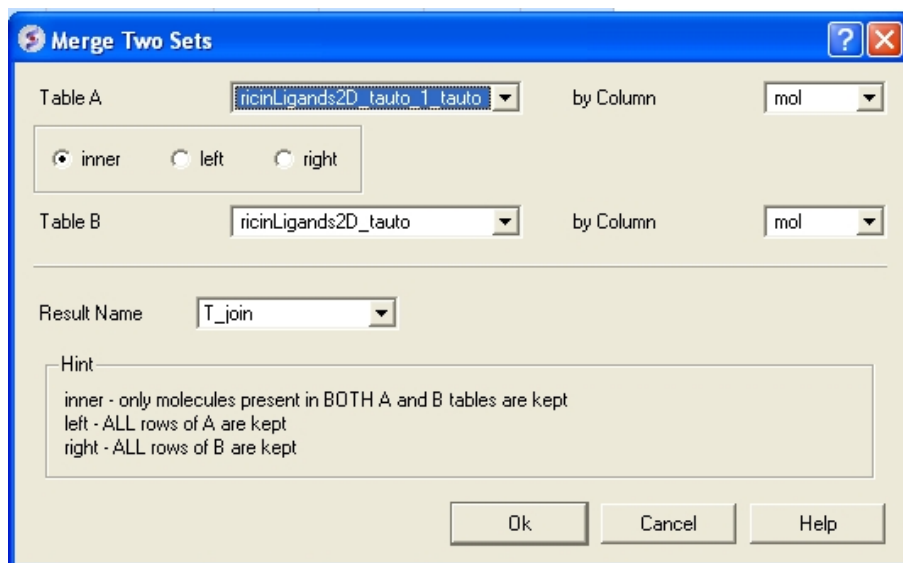 Merge Two Sets
Table A ricinLigands2D_tauto_1_tauto by Column mol
inner left right
Table B ricinLigands2D_tauto by Column mol
Result Name T_join
Hint
inner - only molecules present in BOTH A and B tables are kept
left - ALL rows of A are kept
right - ALL rows of B are kept
Ok Cancel Help